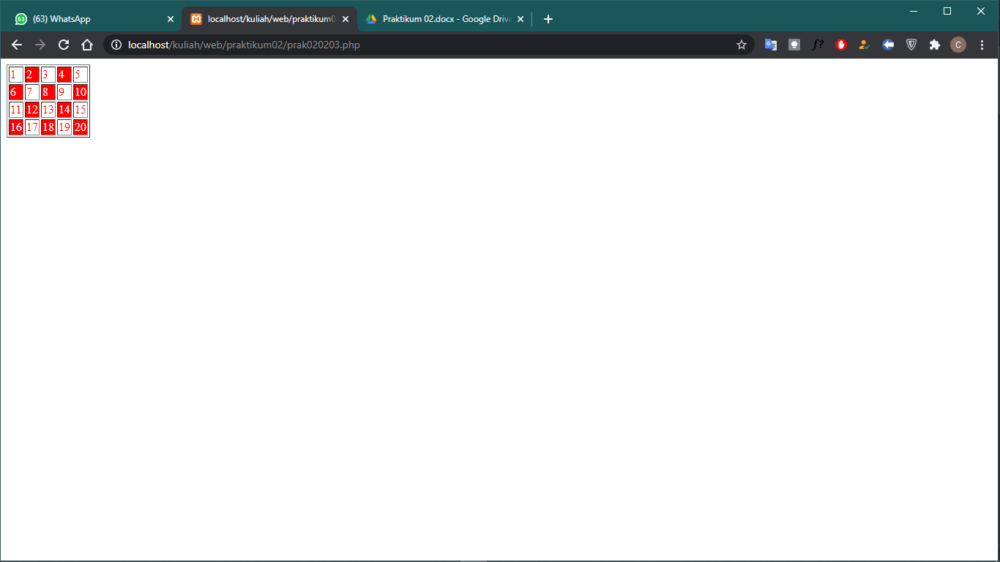 (63) WhatsApp
localhost/kuliah/web/praktikum0
Praktikum 02.docx - Google Driv
localhost/kuliah/web/praktikum02/prak020203.php
f?
C
1 2 3 4 5
6 7 8 9 10
11 12 13 14 15
16 17 18 19 20